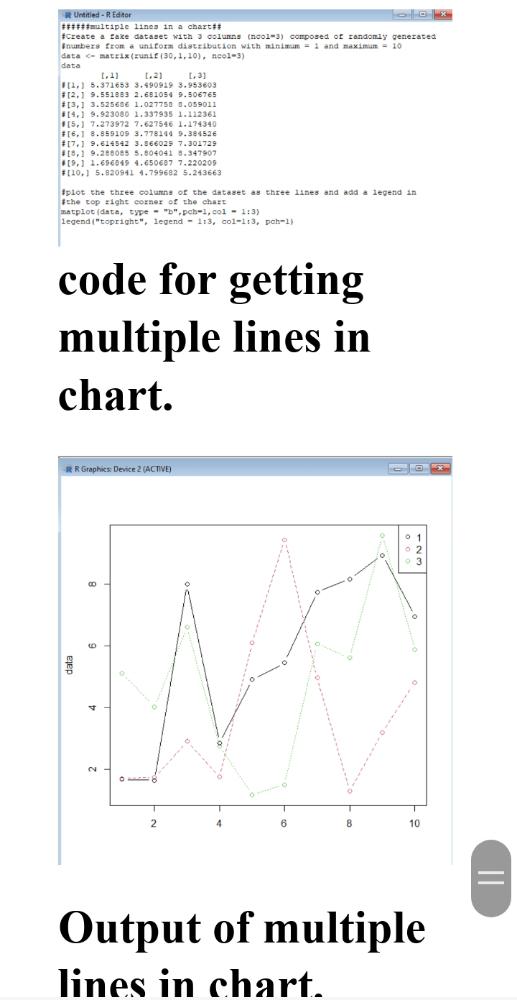 Untitled - R Editor
######multiple lines in a chart##
#Create a fake dataset with 3 columns (ncol=3) composed of randomly generated
#numbers from a uniform distribution with minimum = 1 and maximum = 10
data <- matrix(runif(30,1,10), ncol=3)
data
[,1] [,2] [,3]
#[1,] 5.371653 3.490919 3.953603
#[2,] 9.551883 2.681054 9.506765
#[3,] 3.525686 1.027758 8.059011
#[4,] 9.923080 1.337935 1.112361
#[5,] 7.273972 7.627546 1.174340
#[6,] 8.859109 3.778144 9.384526
#[7,] 9.614542 3.866029 7.301729
#[8,] 9.288085 5.804041 8.347907
#[9,] 1.696849 4.650687 7.220209
#[10,] 5.820941 4.799682 5.243663
#plot the three columns of the dataset as three lines and add a legend in
#the top right corner of the chart
matplot(data, type = "b",pch=1,col = 1:3)
legend("topright", legend = 1:3, col=1:3, pch=1)
code for getting
multiple lines in
chart.
R Graphics: Device 2 (ACTIVE)
1
2
3
8
6
data
4
2
2 4 6 8 10
Output of multiple
lines in chart.